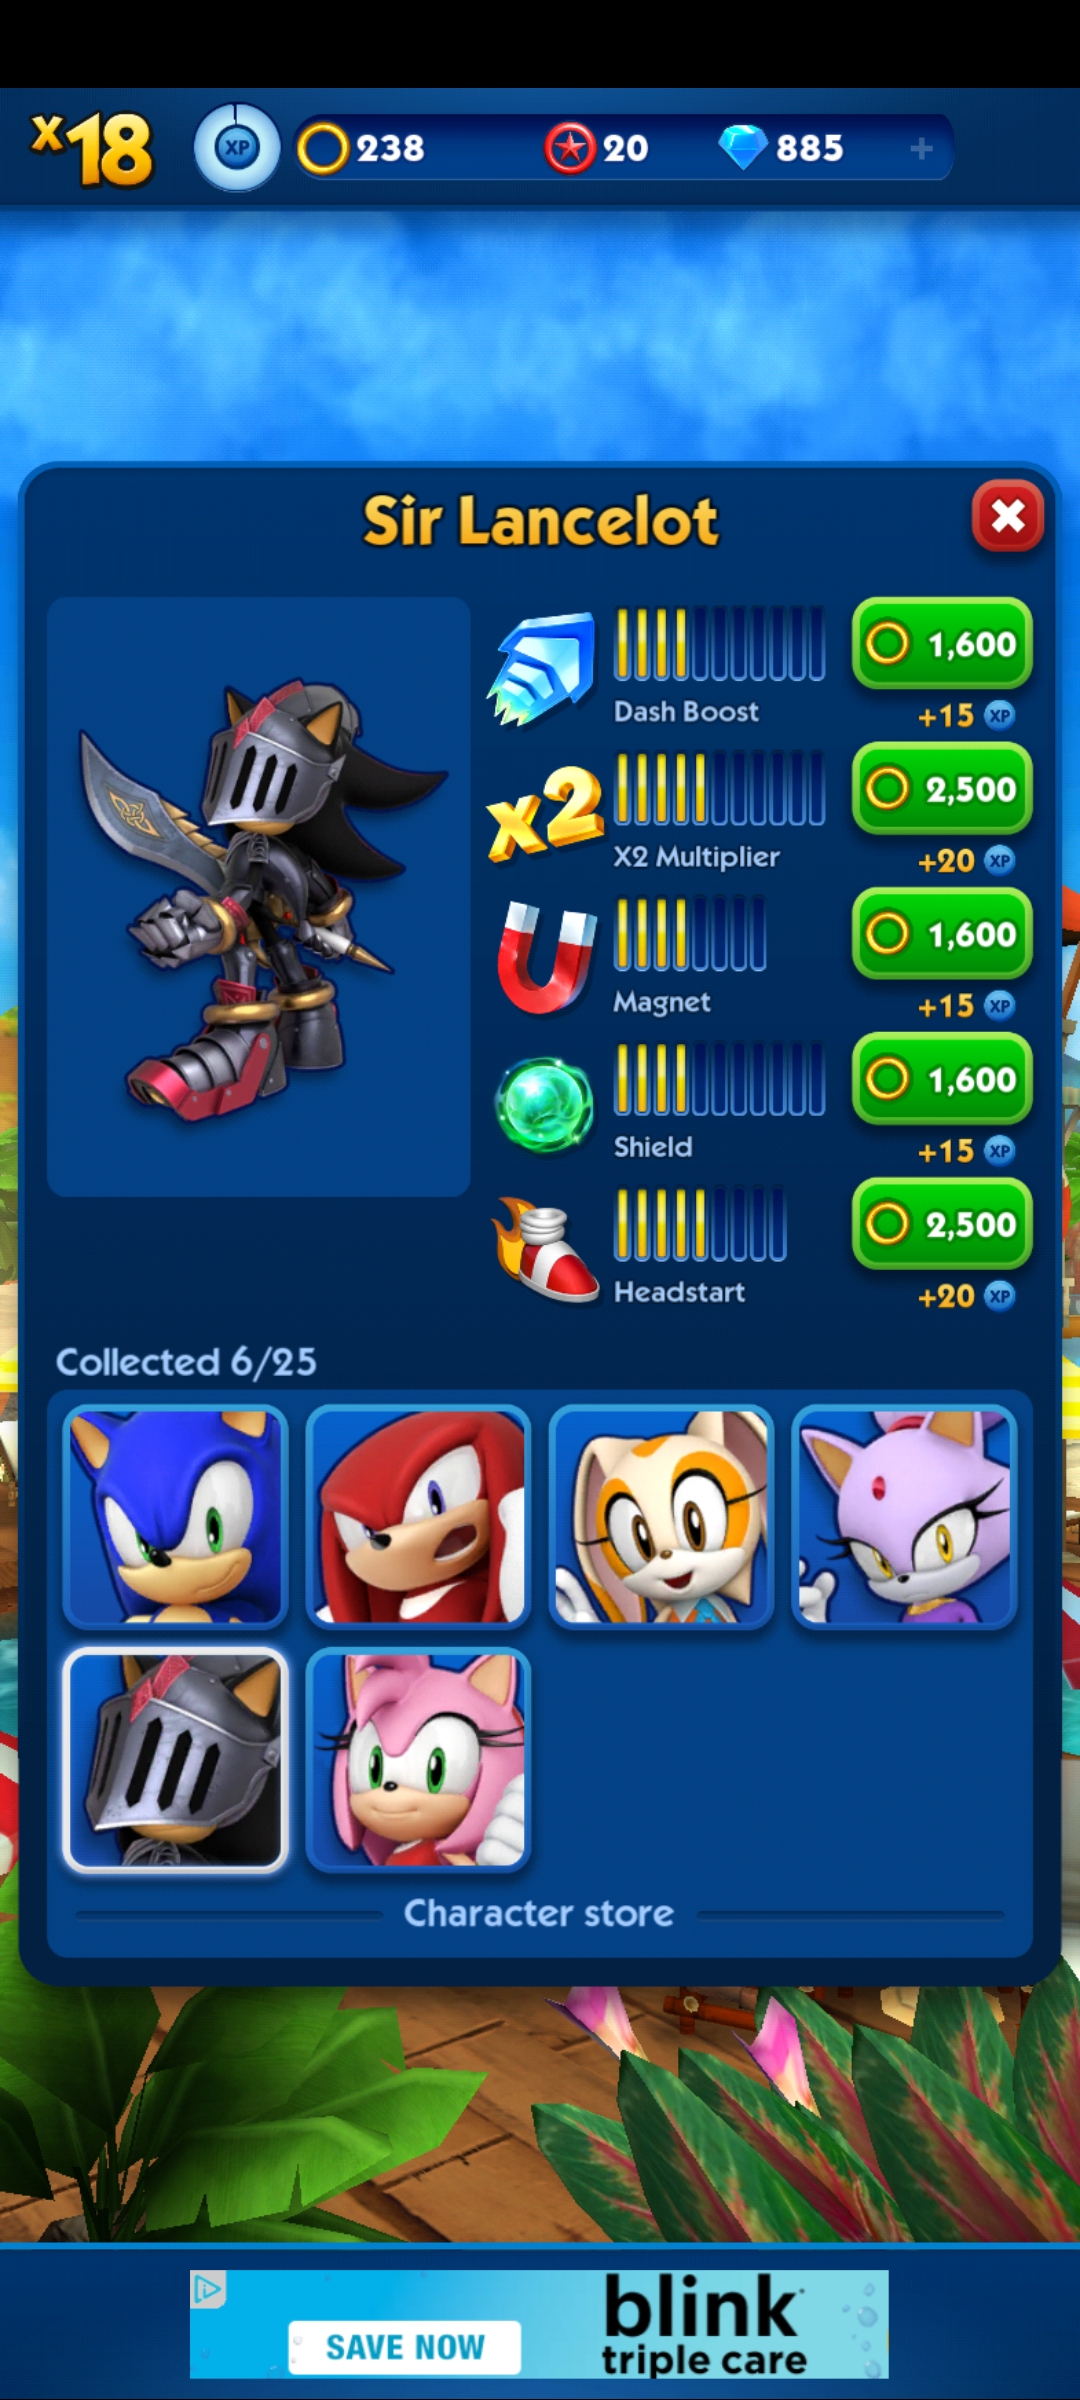 x18 XP 238 20 885 +
Sir Lancelot
1,600
Dash Boost +15 XP
x2 2,500
X2 Multiplier +20 XP
1,600
Magnet +15 XP
1,600
Shield +15 XP
2,500
Headstart +20 XP
Collected 6/25
Character store
SAVE NOW
blink
triple care